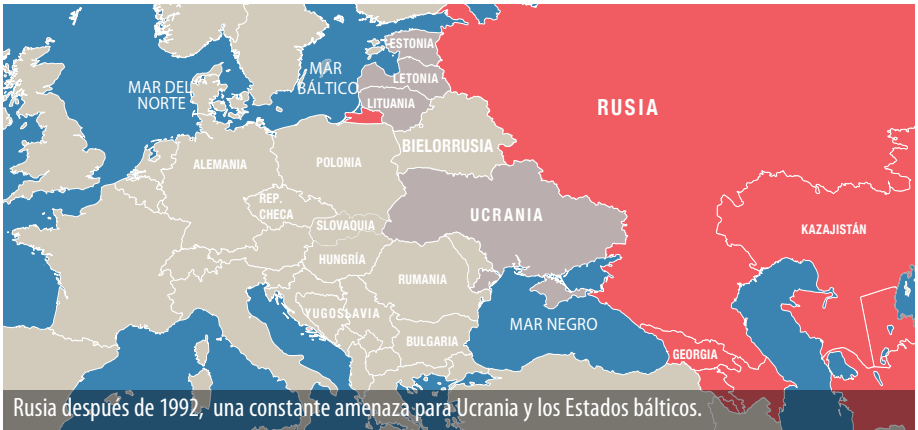 ESTONIA
MAR DEL
NORTE
MAR
BÁLTICO
LETONIA
LITUANIA
RUSIA
BIELORRUSIA
ALEMANIA
POLONIA
REP.
CHECA
UCRANIA
SLOVAQUIA
KAZAJISTÁN
HUNGRÍA
RUMANIA
YUGOSLAVIA
MAR NEGRO
BULGARIA
GEORGIA
Rusia después de 1992, una constante amenaza para Ucrania y los Estados bálticos.